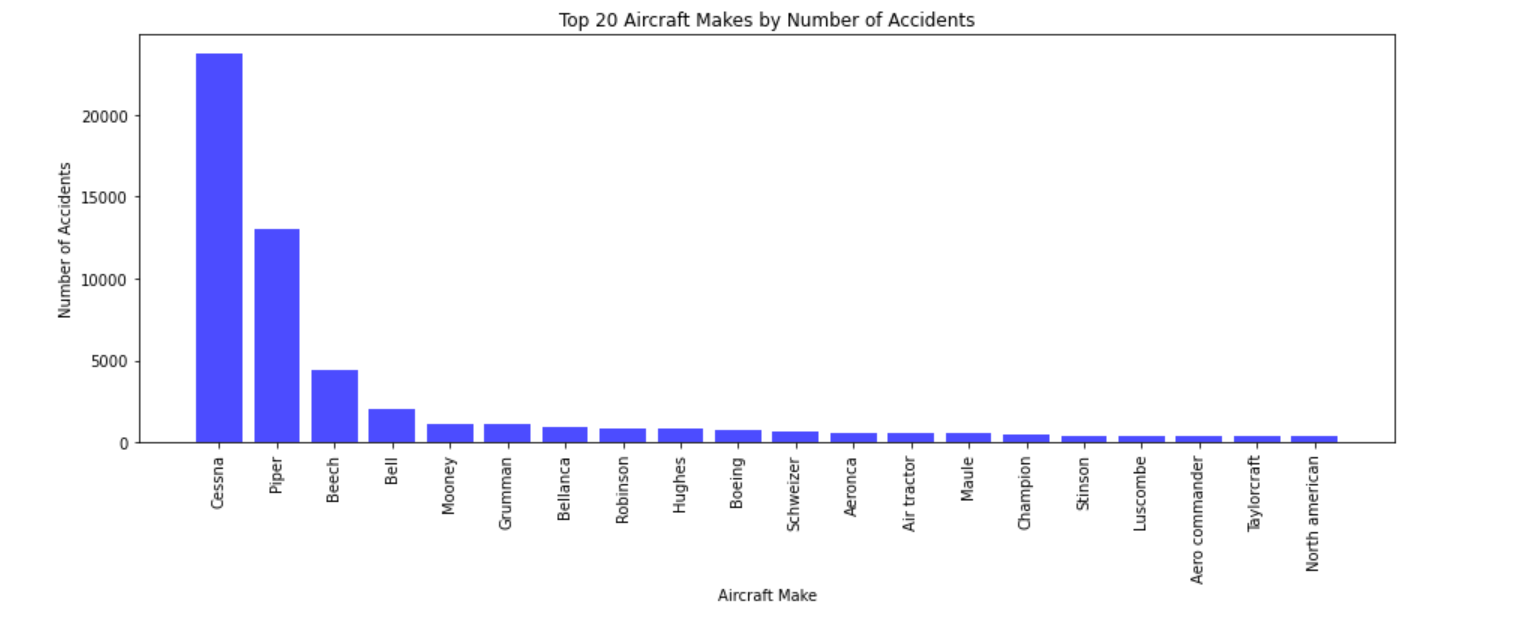 Top 20 Aircraft Makes by Number of Accidents
Number of Accidents
20000
15000
10000
5000
0
Cessna
Piper
Beech
Bell
Mooney
Grumman
Bellanca
Robinson
Hughes
Boeing
Schweizer
Aeronca
Air tractor
Maule
Champion
Stinson
Luscombe
Aero commander
Taylorcraft
North american
Aircraft Make